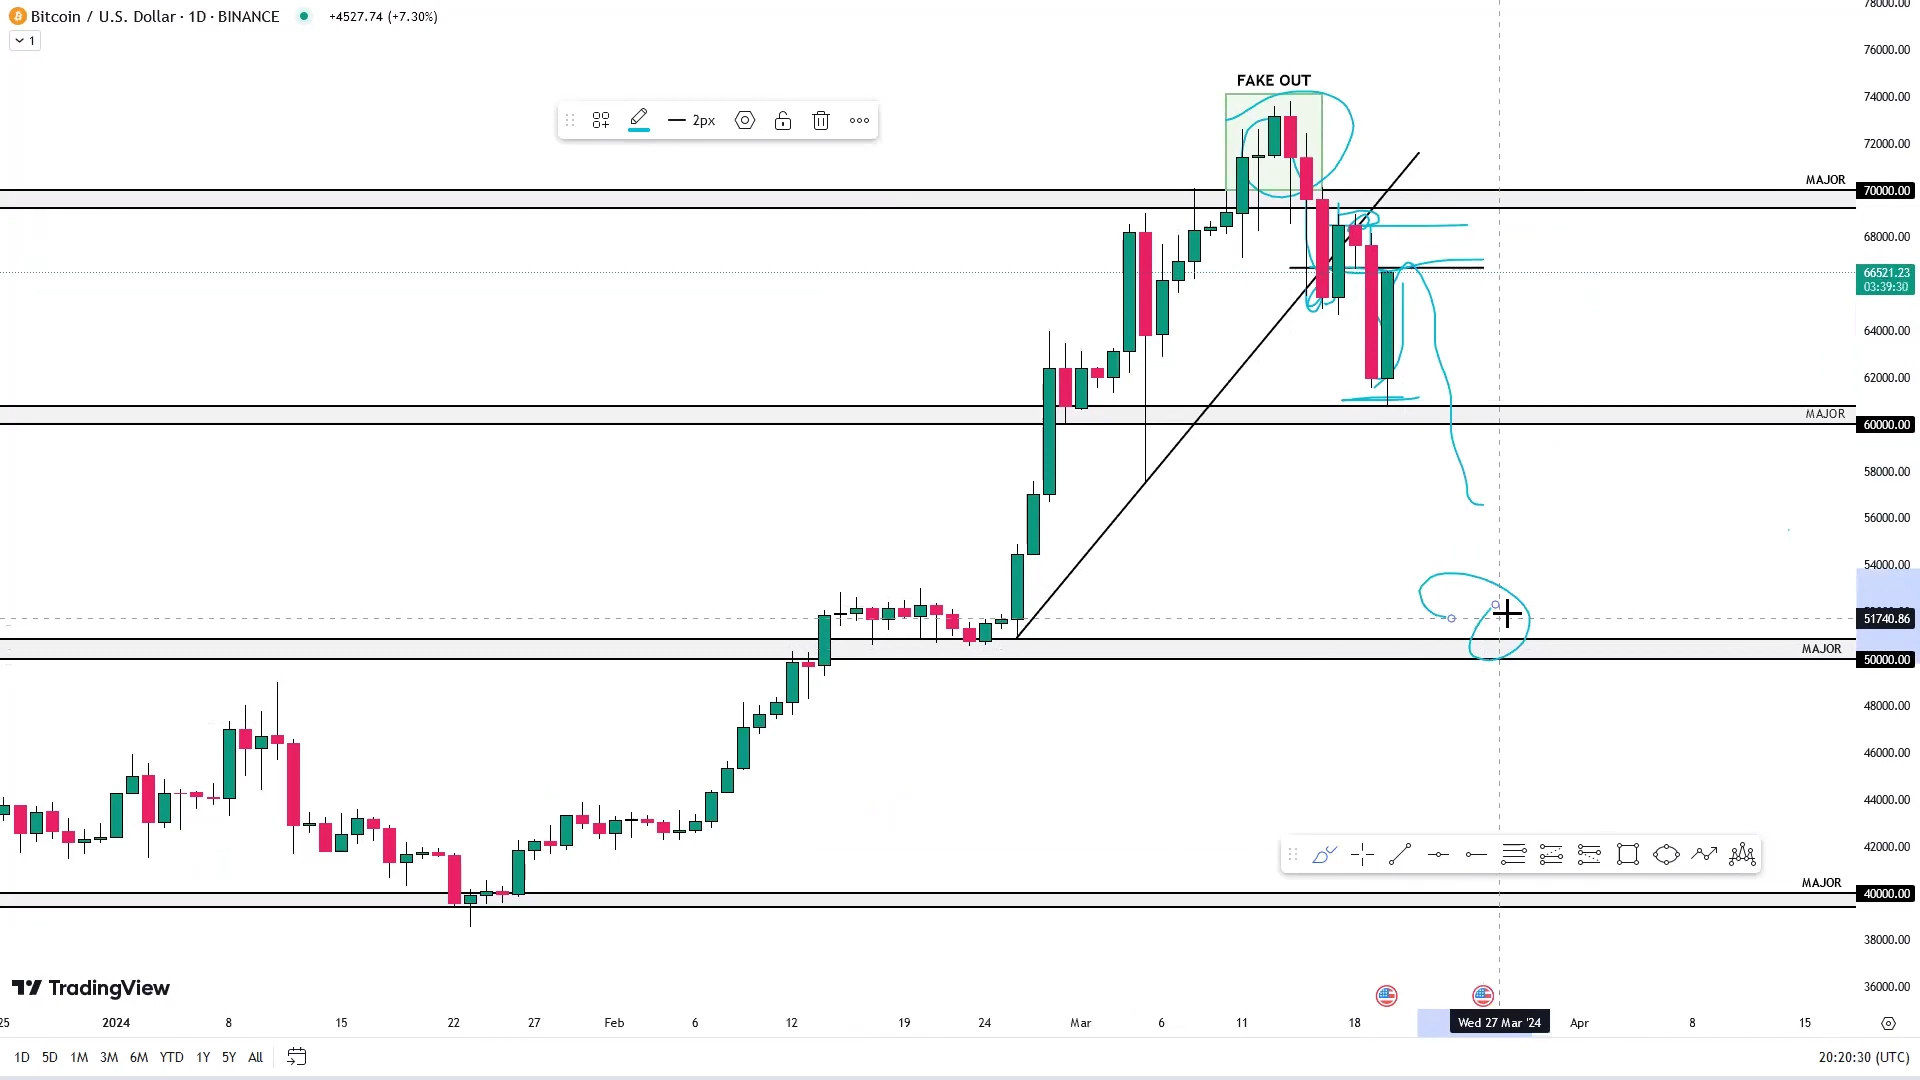 Bitcoin / U.S. Dollar · 1D · BINANCE +4527.74 (+7.30%)
1
2px
FAKE OUT
MAJOR
MAJOR
MAJOR
MAJOR
78000.00
76000.00
74000.00
72000.00
70000.00
68000.00
66521.23
03:39:30
64000.00
62000.00
60000.00
58000.00
56000.00
54000.00
51740.86
50000.00
48000.00
46000.00
44000.00
42000.00
40000.00
38000.00
36000.00
TradingView
25 2024 8 15 22 27 Feb 6 12 19 24 Mar 6 11 18 Wed 27 Mar '24 Apr 8 15
1D 5D 1M 3M 6M YTD 1Y 5Y All 20:20:30 (UTC)